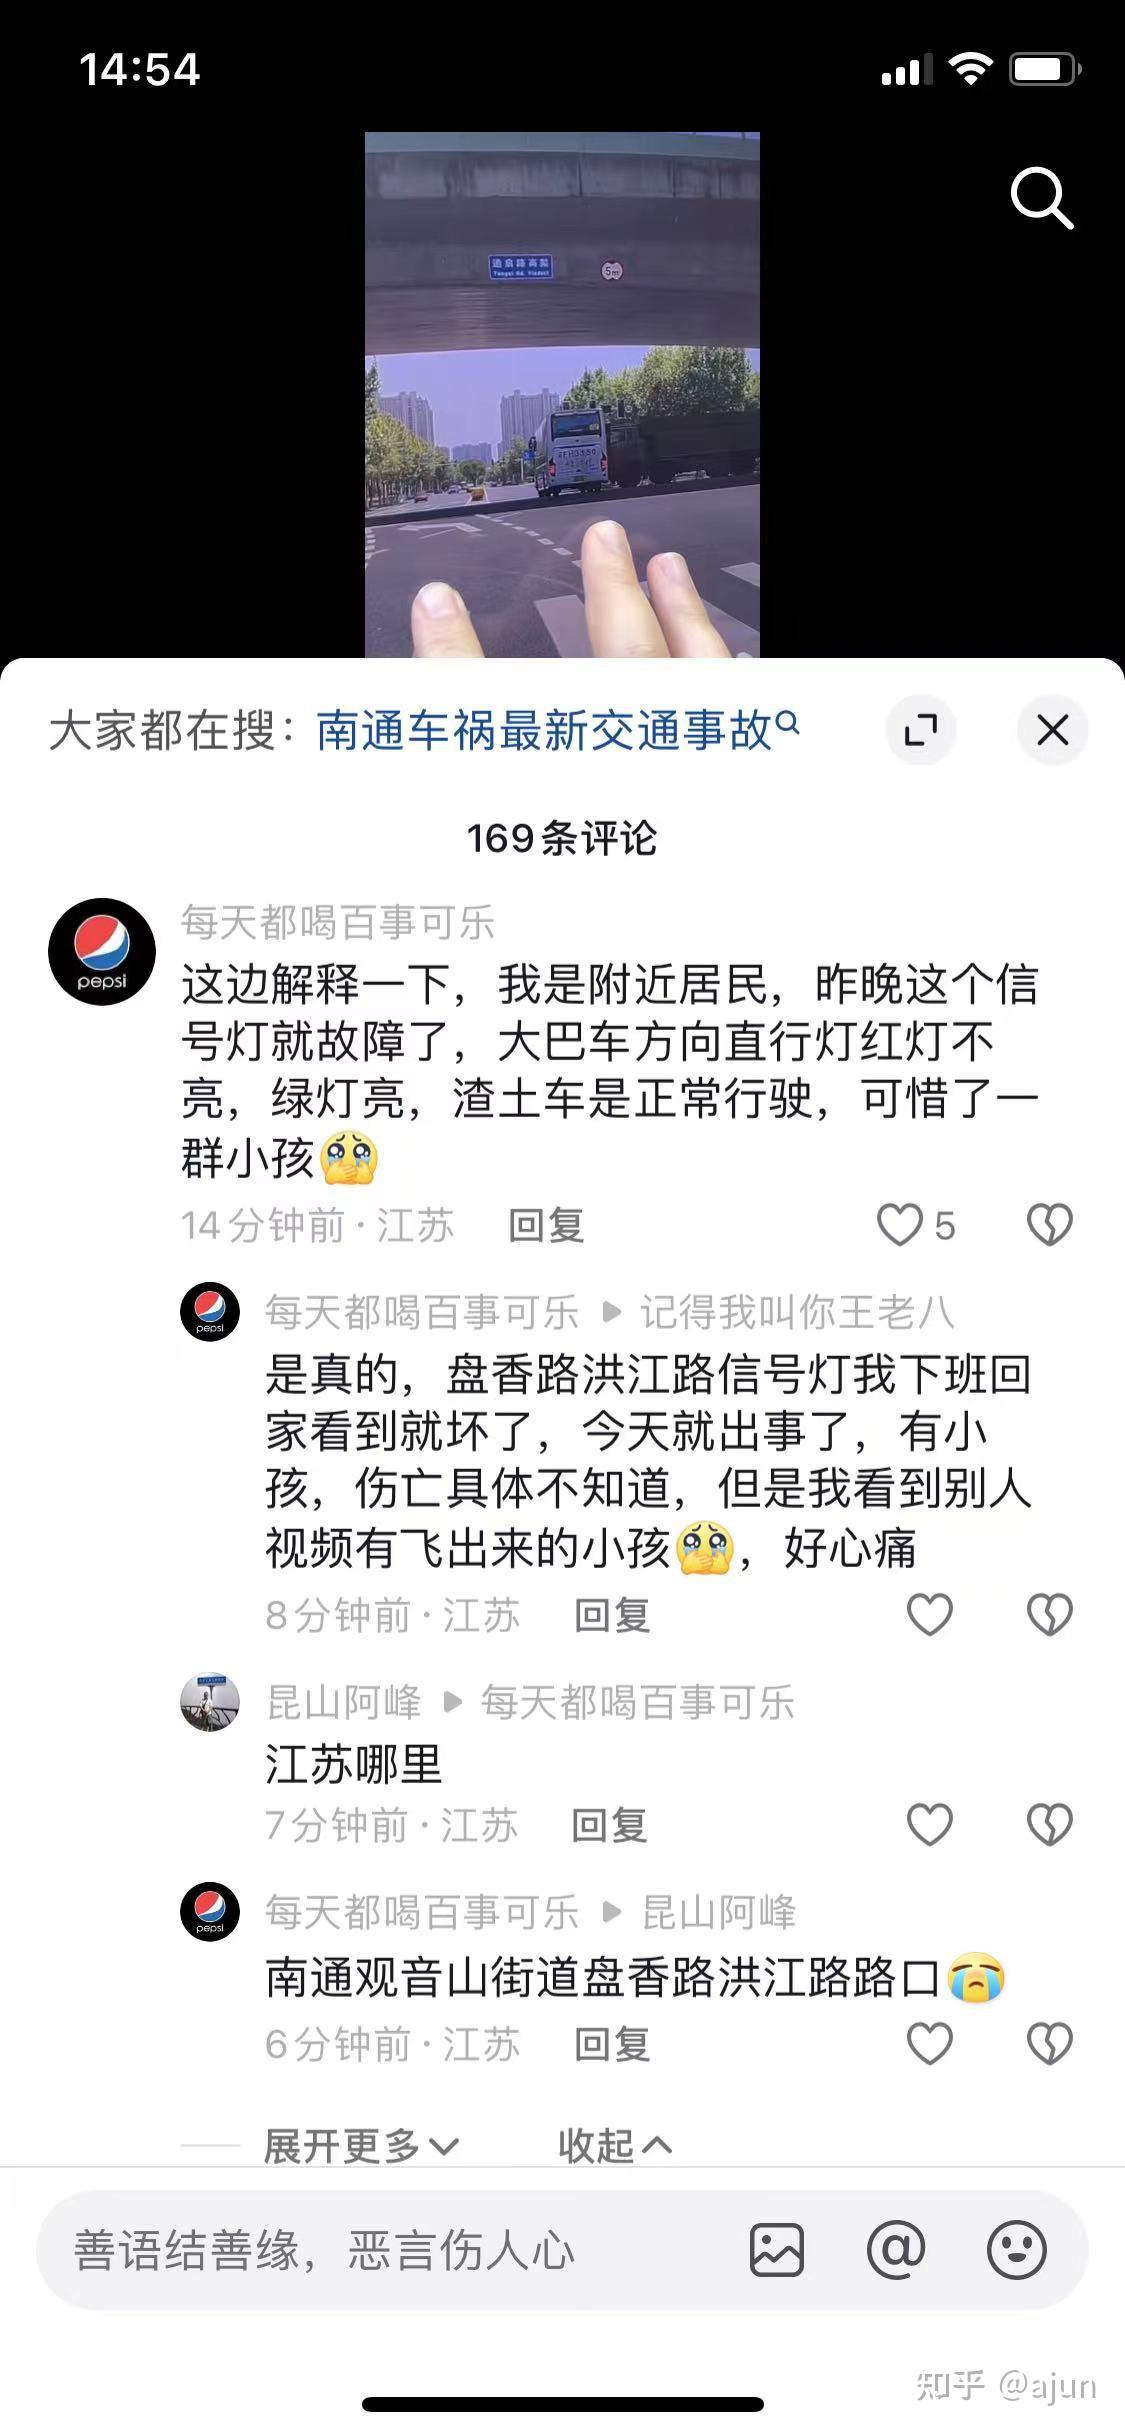 14:54
通京路高架
Tongqi Rd. Viaduct
5m
大家都在搜：南通车祸最新交通事故
169条评论
每天都喝百事可乐
pepsi
这边解释一下，我是附近居民，昨晚这个信
号灯就故障了，大巴车方向直行灯红灯不
亮，绿灯亮，渣土车是正常行驶，可惜了一
群小孩🥹
14分钟前·江苏 回复 5
每天都喝百事可乐 ▶ 记得我叫你王老八
pepsi
是真的，盘香路洪江路信号灯我下班回
家看到就坏了，今天就出事了，有小
孩，伤亡具体不知道，但是我看到别人
视频有飞出来的小孩🥹，好心痛
8分钟前·江苏 回复
昆山阿峰 ▶ 每天都喝百事可乐
江苏哪里
7分钟前·江苏 回复
每天都喝百事可乐 ▶ 昆山阿峰
pepsi
南通观音山街道盘香路洪江路路口😭
6分钟前·江苏 回复
展开更多 收起
善语结善缘，恶言伤人心
知乎 @ajun